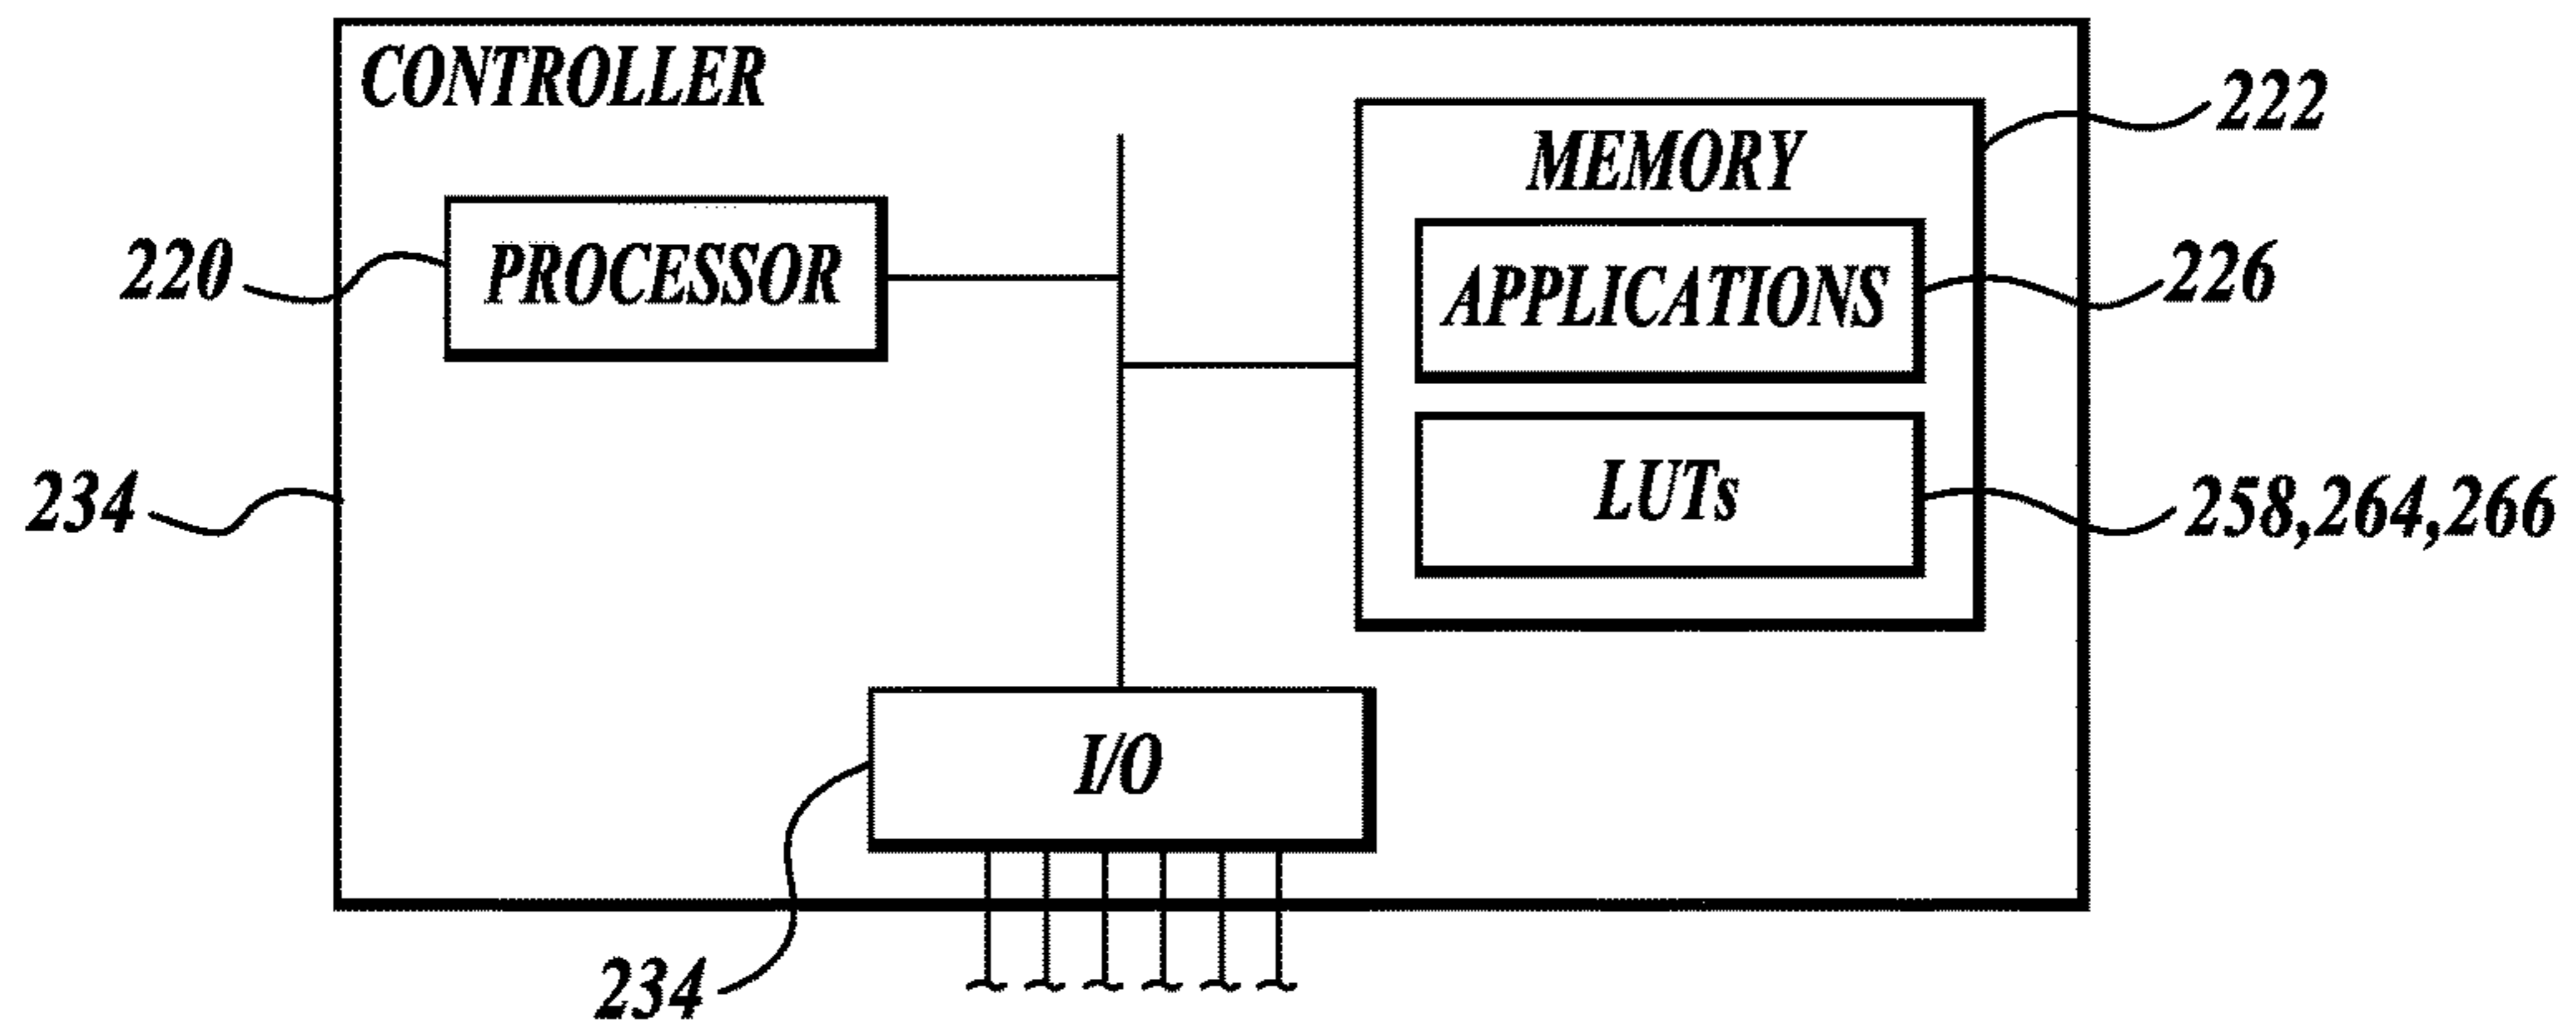 CONTROLLER
222
MEMORY
220
PROCESSOR
APPLICATIONS
226
234
LUTs
258,264,266
I/O
234